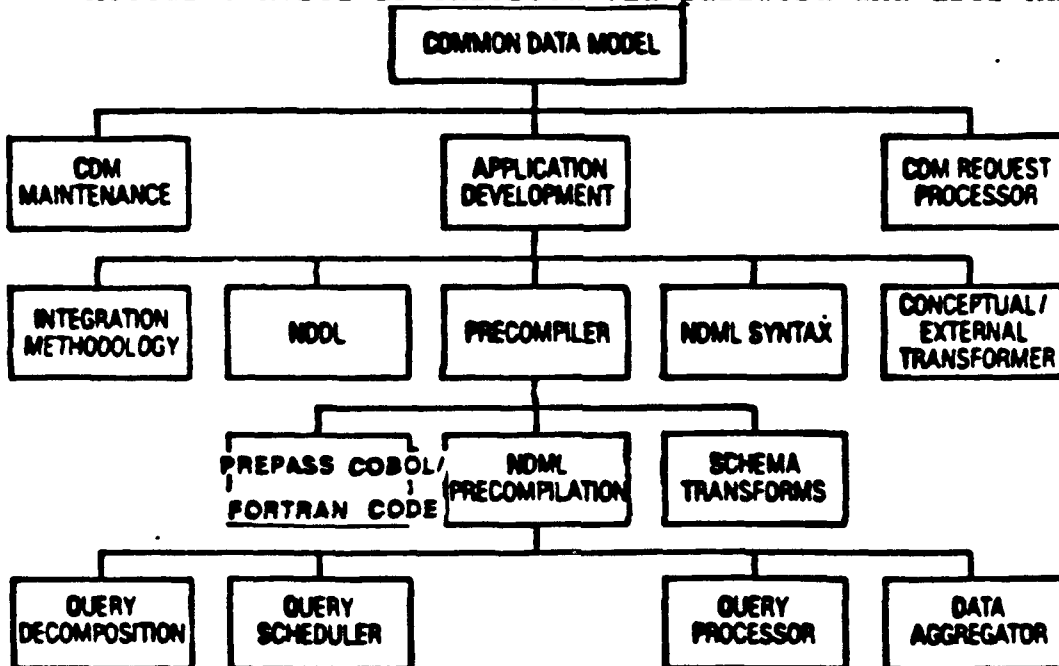 COMMON DATA MODEL
CDM
MAINTENANCE
APPLICATION
DEVELOPMENT
CDM REQUEST
PROCESSOR
INTEGRATION
METHODOLOGY
NDDL
PRECOMPILER
NDML SYNTAX
CONCEPTUAL/
EXTERNAL
TRANSFORMER
PREPASS COBOL/
FORTRAN CODE
NDML
PRECOMPILATION
SCHEMA
TRANSFORMS
QUERY
DECOMPOSITION
QUERY
SCHEDULER
QUERY
PROCESSOR
DATA
AGGREGATOR